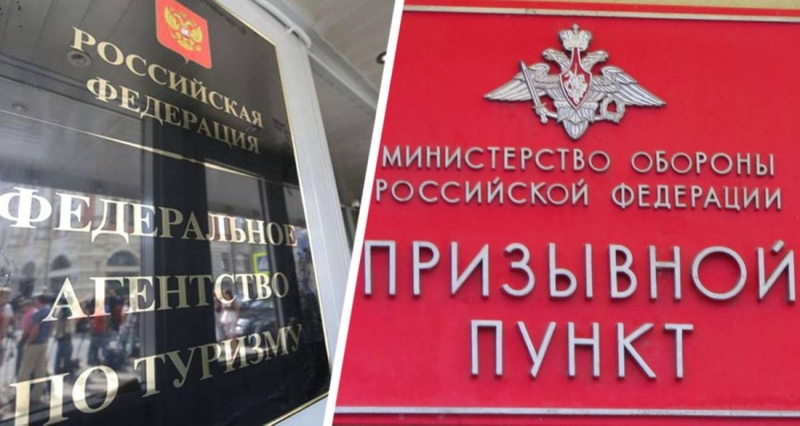 РОССИЙСКАЯ
ФЕДЕРАЦИЯ
ФЕДЕРАЛЬНОЕ
АГЕНТСТВО
ПО ТУРИЗМУ
МИНИСТЕРСТВО ОБОРОНЫ
РОССИЙСКОЙ ФЕДЕРАЦИИ
ПРИЗЫВНОЙ
ПУНКТ